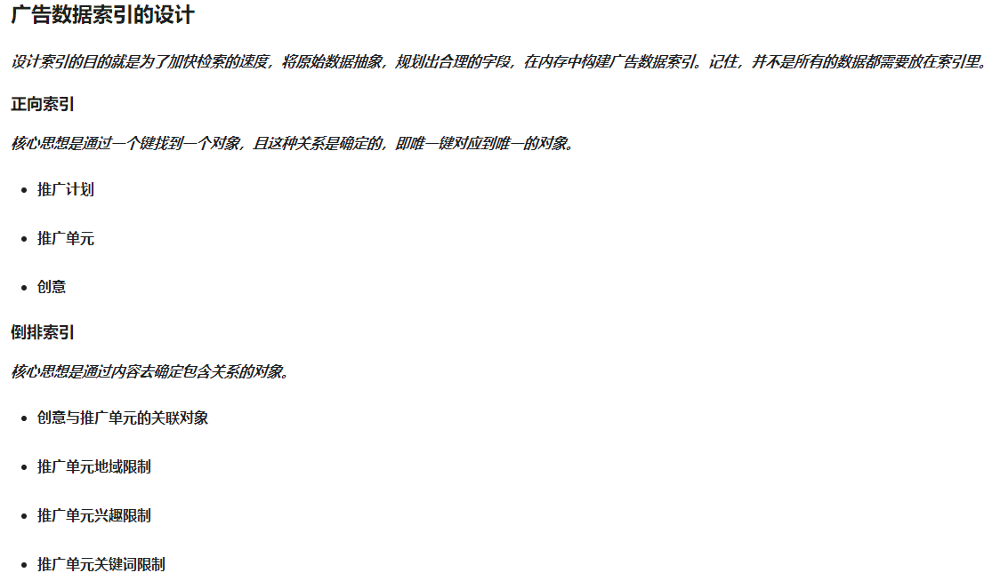 广告数据索引的设计
设计索引的目的就是为了加快检索的速度，将原始数据抽象，规划出合理的字段，在内存中构建广告数据索引。记住，并不是所有的数据都需要放在索引里。
正向索引
核心思想是通过一个键找到一个对象，且这种关系是确定的，即唯一键对应到唯一的对象。
• 推广计划
• 推广单元
• 创意
倒排索引
核心思想是通过内容去确定包含关系的对象。
• 创意与推广单元的关联对象
• 推广单元地域限制
• 推广单元兴趣限制
• 推广单元关键词限制